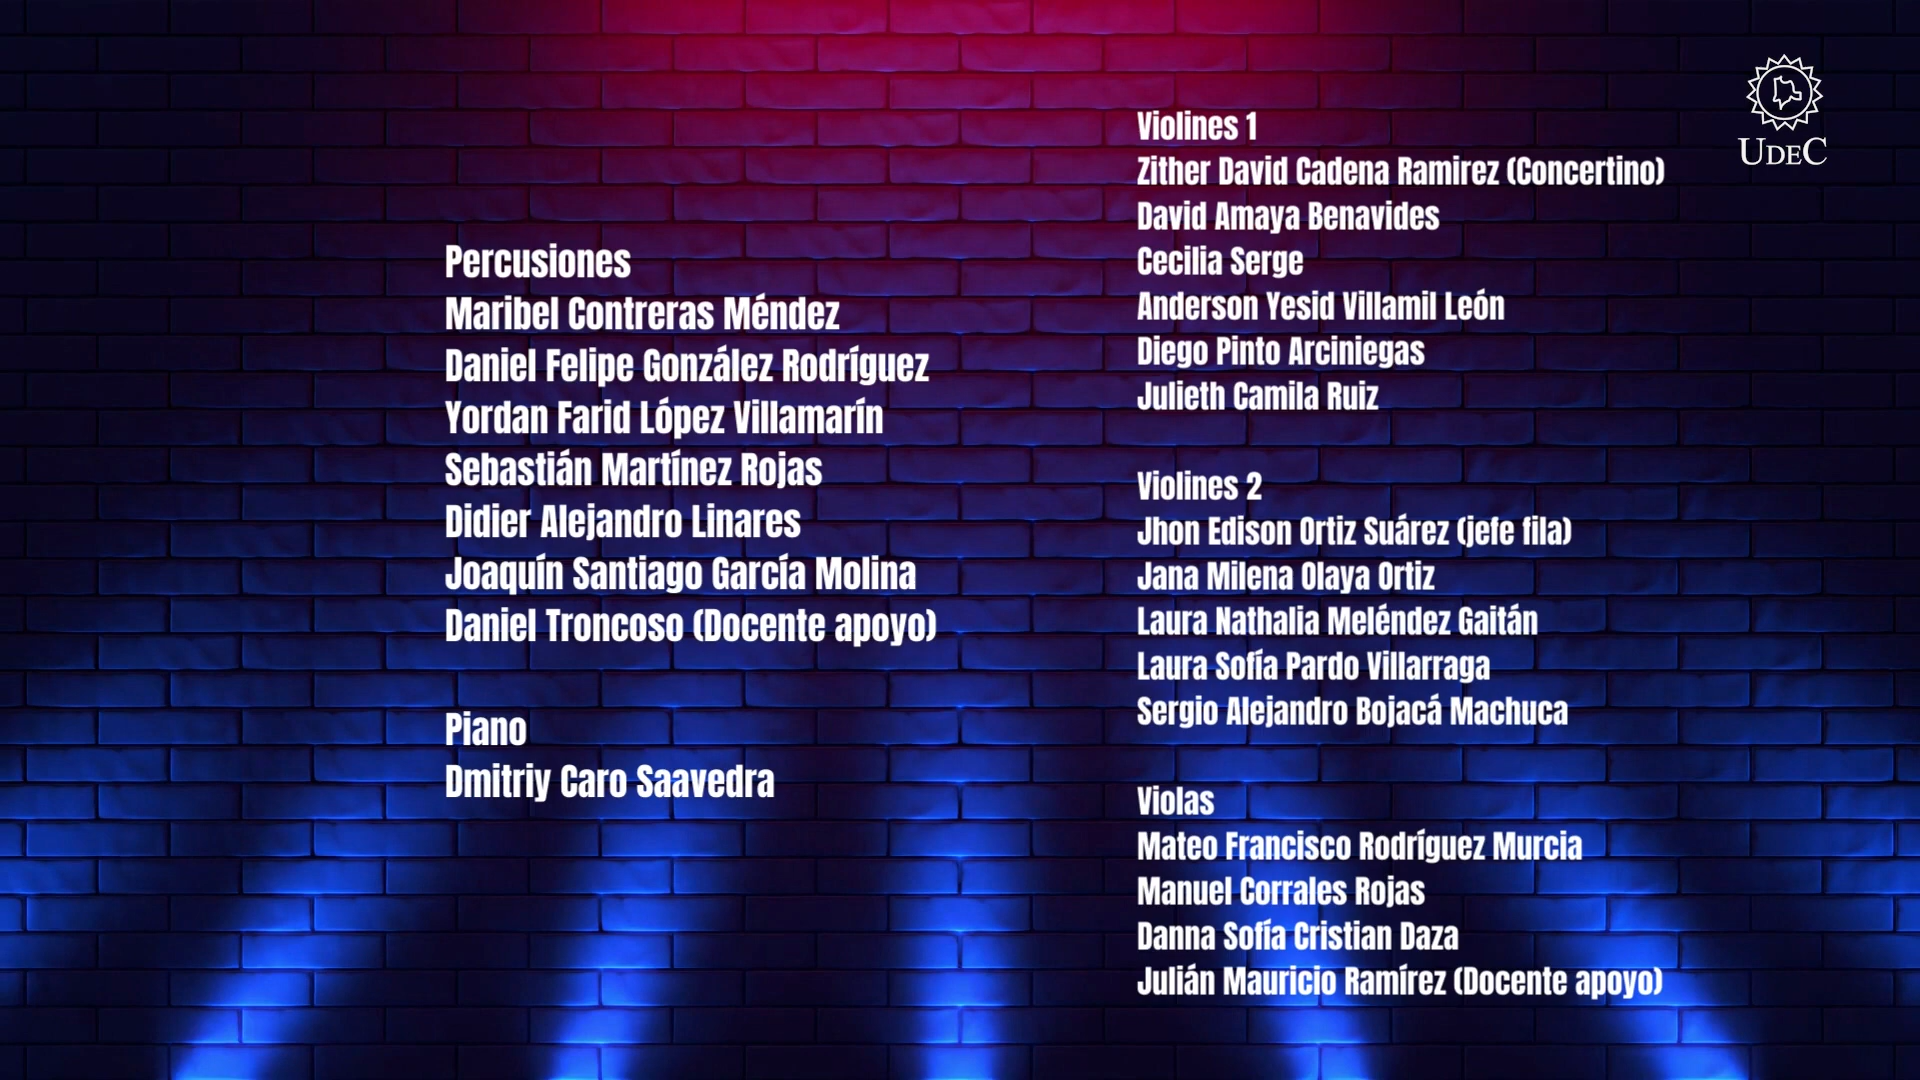 Percusiones
Maribel Contreras Méndez
Daniel Felipe González Rodríguez
Yordan Farid López Villamarín
Sebastián Martínez Rojas
Didier Alejandro Linares
Joaquín Santiago García Molina
Daniel Troncoso (Docente apoyo)
Piano
Dmitriy Caro Saavedra
Violines 1
Zither David Cadena Ramirez (Concertino)
David Amaya Benavides
Cecilia Serge
Anderson Yesid Villamil León
Diego Pinto Arciniegas
Julieth Camila Ruiz
Violines 2
Jhon Edison Ortiz Suárez (jefe fila)
Jana Milena Olaya Ortiz
Laura Nathalia Meléndez Gaitán
Laura Sofía Pardo Villarraga
Sergio Alejandro Bojacá Machuca
Violas
Mateo Francisco Rodríguez Murcia
Manuel Corrales Rojas
Danna Sofía Cristian Daza
Julián Mauricio Ramírez (Docente apoyo)
UDEC